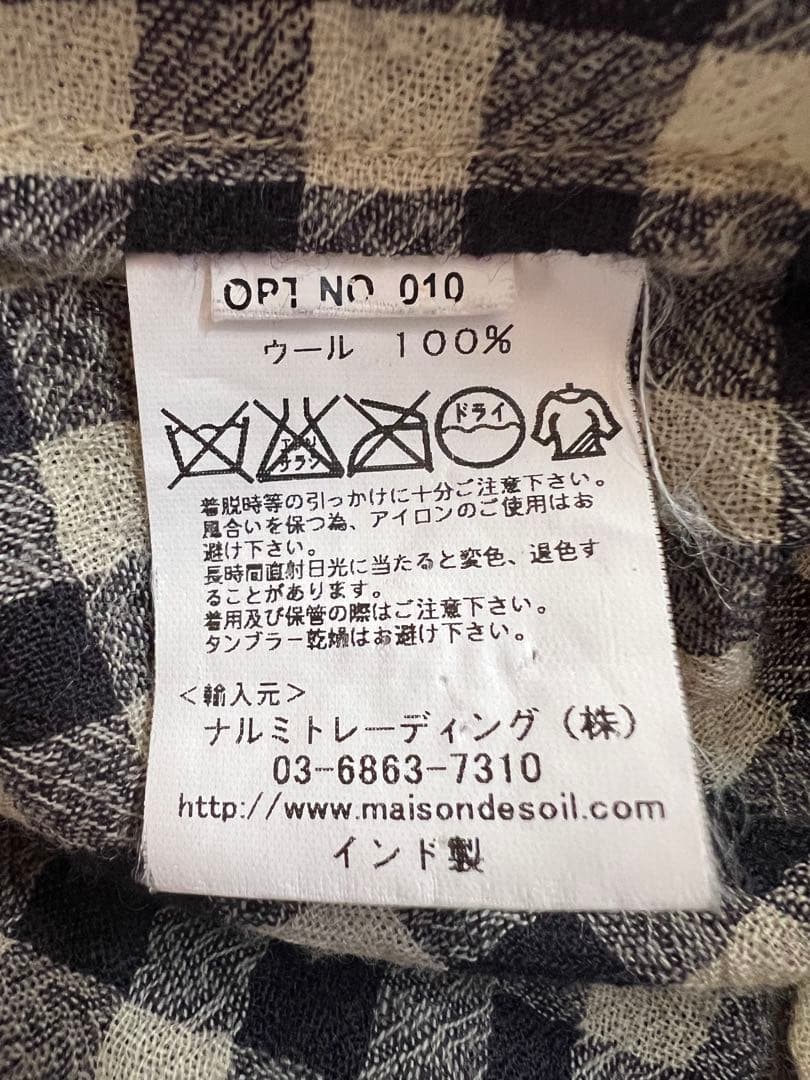 OPT NO 010
ウール 100%
エンソ
サラシ
ドライ
着脱時等の引っかけに十分ご注意下さい。
風合いを保つ為、アイロンのご使用はお
避け下さい。
長時間直射日光に当たると変色、退色す
ることがあります。
着用及び保管の際はご注意下さい。
タンブラー乾燥はお避け下さい。
<輸入元>
ナルミトレーディング(株)
03-6863-7310
http://www.maisondesoil.com
インド製